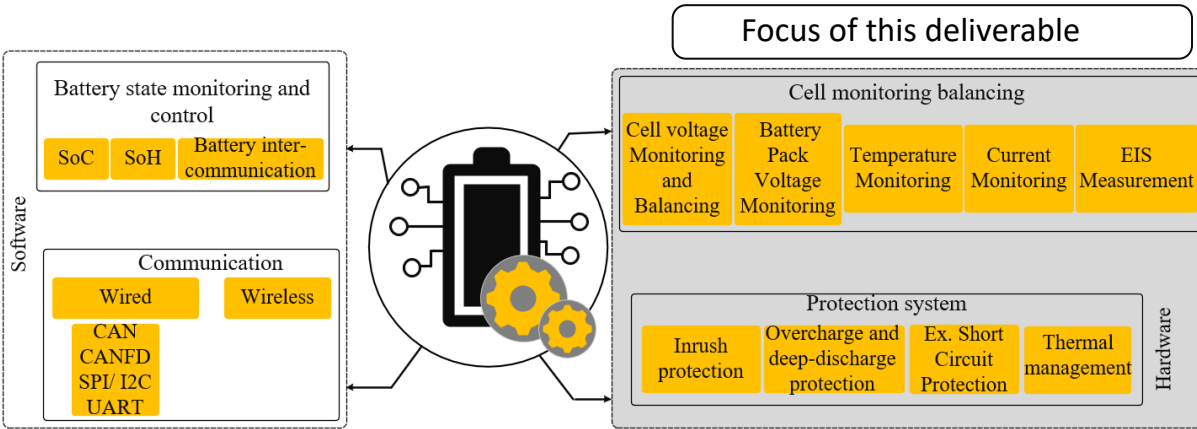 Focus of this deliverable
Software
Battery state monitoring and
control
SoC
SoH
Battery inter-
communication
Communication
Wired
Wireless
CAN
CANFD
SPI/ I2C
UART
Cell monitoring balancing
Cell voltage
Monitoring
and
Balancing
Battery
Pack
Voltage
Monitoring
Temperature
Monitoring
Current
Monitoring
EIS
Measurement
Protection system
Inrush
protection
Overcharge and
deep-discharge
protection
Ex. Short
Circuit
Protection
Thermal
management
Hardware